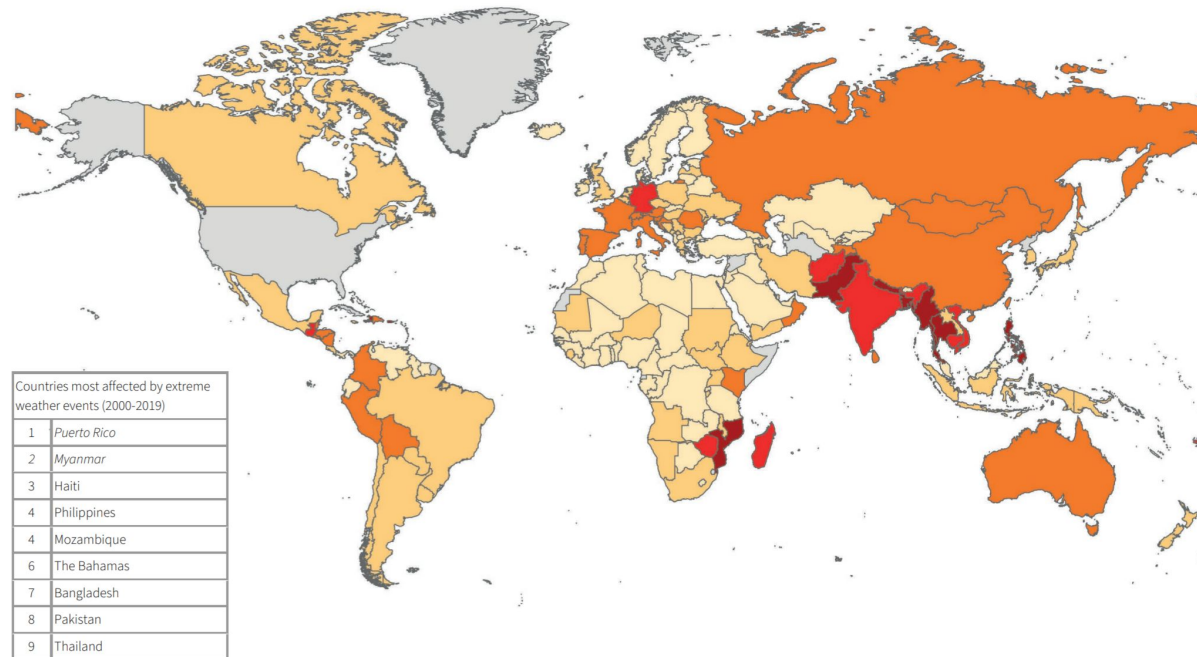 Countries most affected by extreme
weather events (2000-2019)
1 Puerto Rico
2 Myanmar
3 Haiti
4 Philippines
4 Mozambique
6 The Bahamas
7 Bangladesh
8 Pakistan
9 Thailand